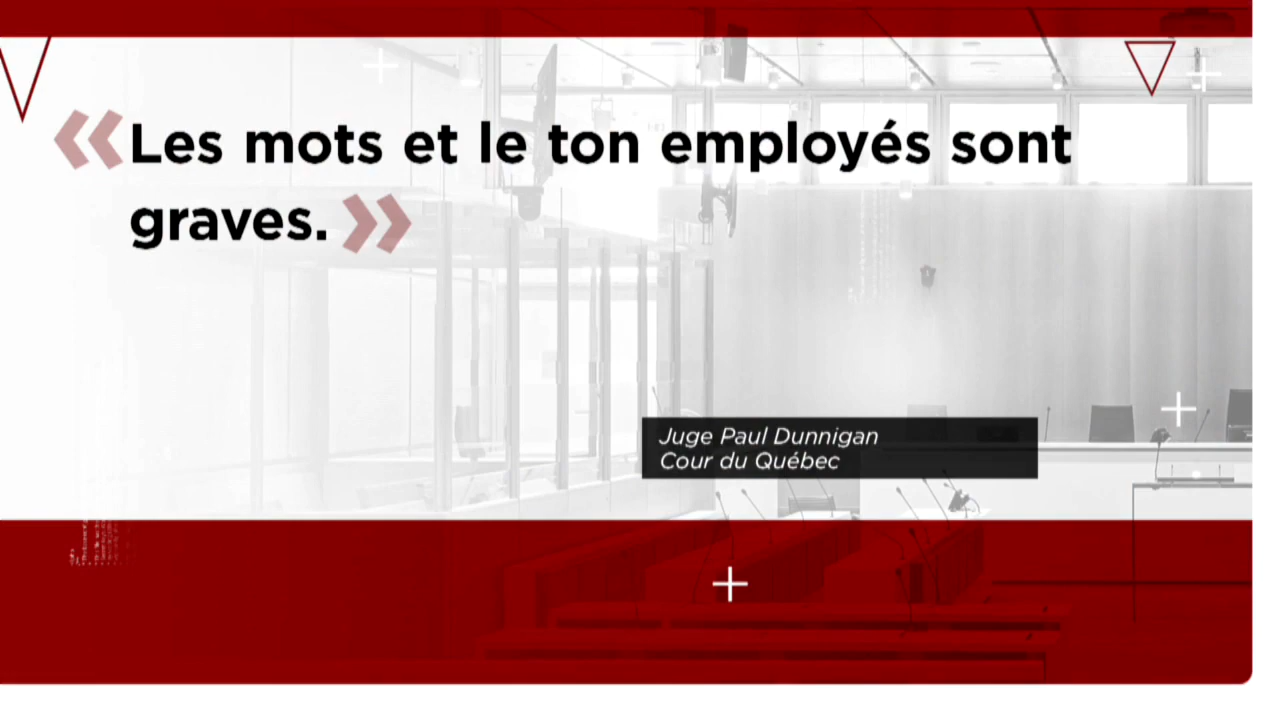 «Les mots et le ton employés sont
graves.»
Juge Paul Dunnigan
Cour du Québec